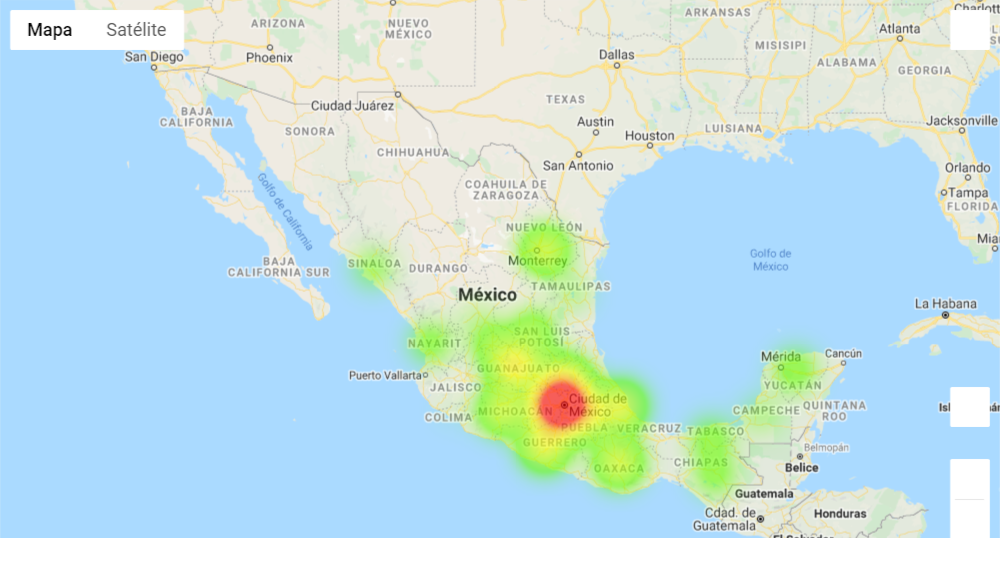 Mapa
Satélite
ARKANSAS
Charlott
ARIZONA
NUEVO
MÉXICO
Atlanta
San Diego
Phoenix
Dallas
MISISIPI
ALABAMA
GEORGIA
Ciudad Juárez
TEXAS
BAJA
CALIFORNIA
SONORA
Austin
Houston
LUISIANA
Jacksonville
CHIHUAHUA
San Antonio
Orlando
COAHUILA DE
ZARAGOZA
Tampa
FLORIDA
Golfo de California
NUEVO LEÓN
Mia
Monterrey
Golfo de
México
SINALOA
DURANGO
BAJA
CALIFORNIA SUR
México
TAMAULIPAS
La Habana
NAYARIT
SAN LUIS
POTOSÍ
Mérida
Cancún
GUANAJUATO
Puerto Vallarta
JALISCO
YUCATÁN
Ciudad de
México
COLIMA
MICHOACÁN
CAMPECHE
QUINTANA
ROO
PUEBLA
VERACRUZ
TABASCO
GUERRERO
Belmopán
OAXACA
CHIAPAS
Belice
Guatemala
Cdad. de
Guatemala
Honduras